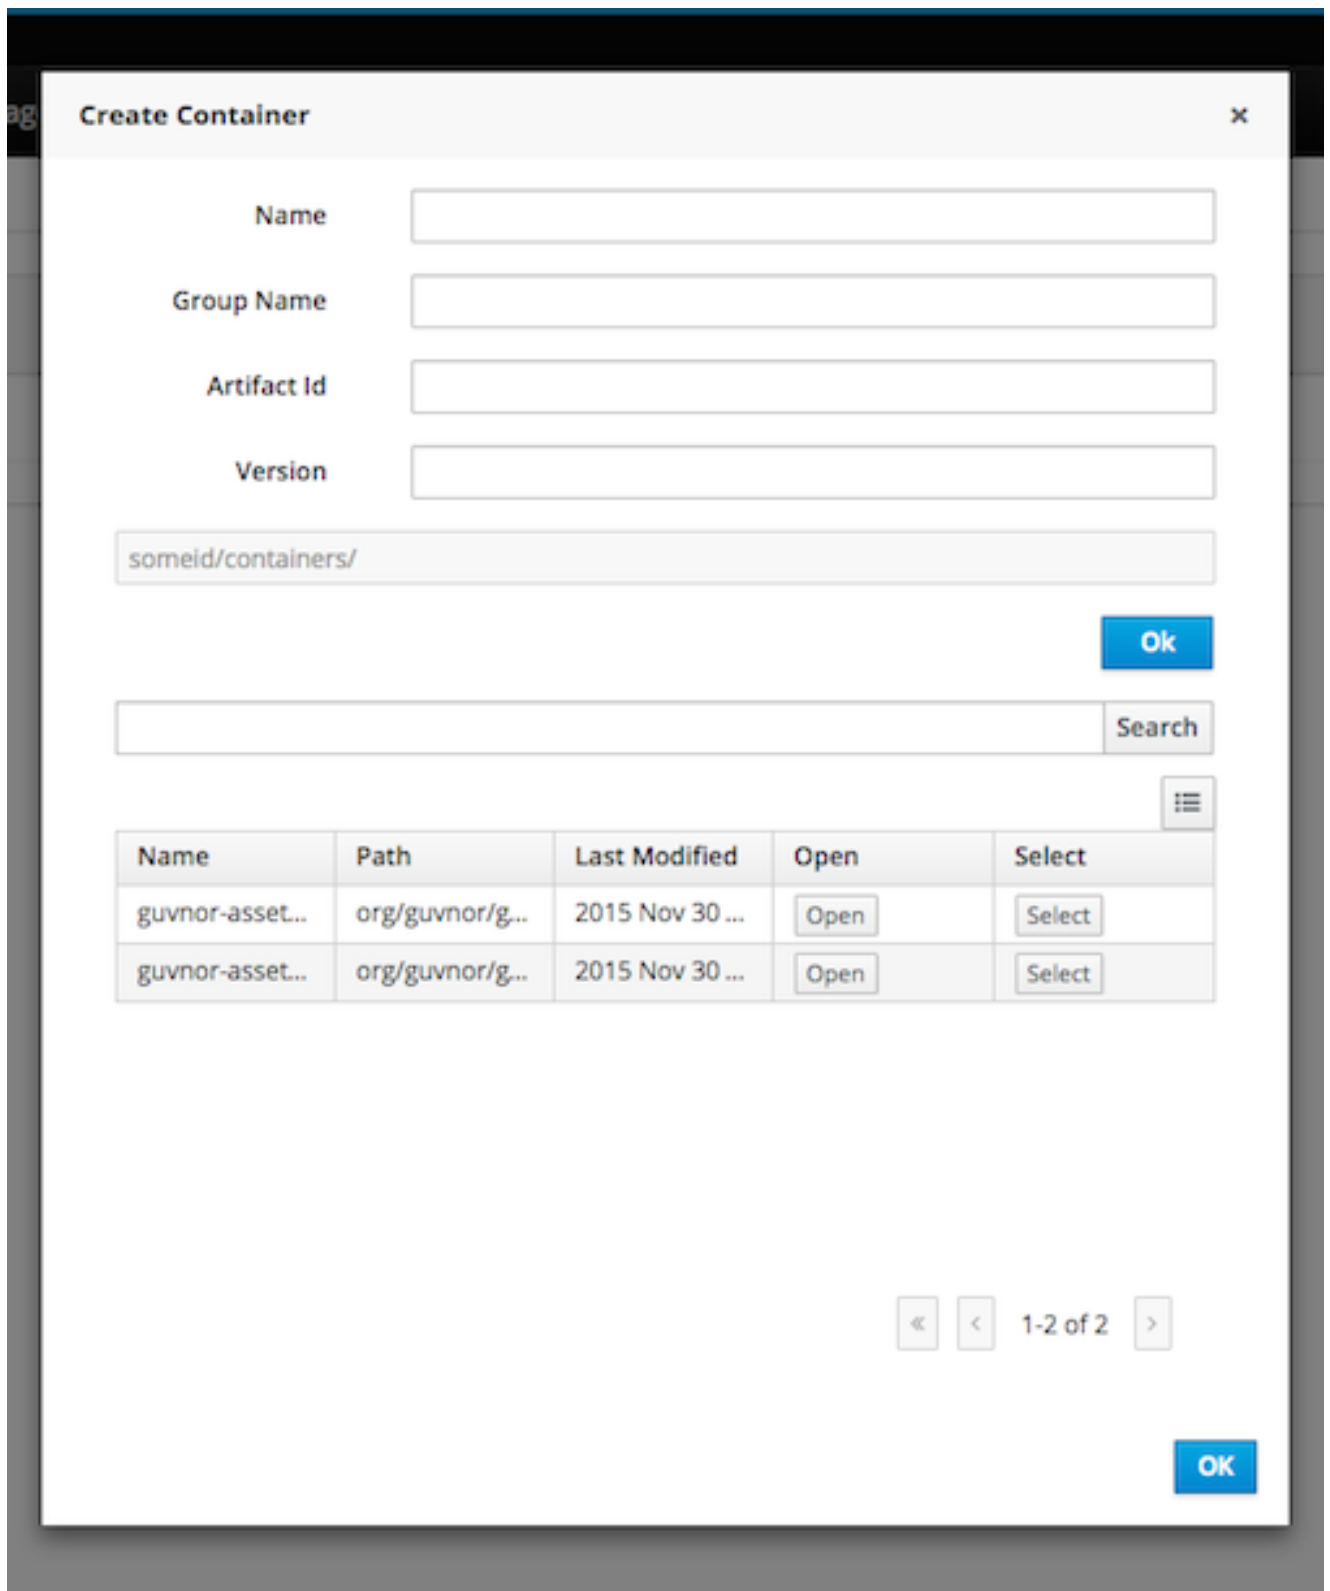 ag
Create Container ×
Name
Group Name
Artifact Id
Version
someid/containers/
Ok
Search
Name Path Last Modified Open Select
guvnor-asset... org/guvnor/g... 2015 Nov 30 ... Open Select
guvnor-asset... org/guvnor/g... 2015 Nov 30 ... Open Select
« ‹ 1-2 of 2 ›
OK